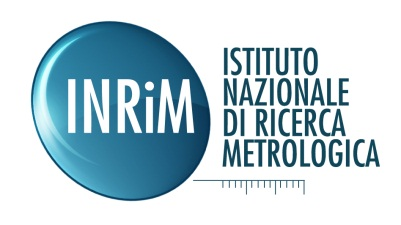 INRiM
ISTITUTO
NAZIONALE
DI RICERCA
METROLOGICA